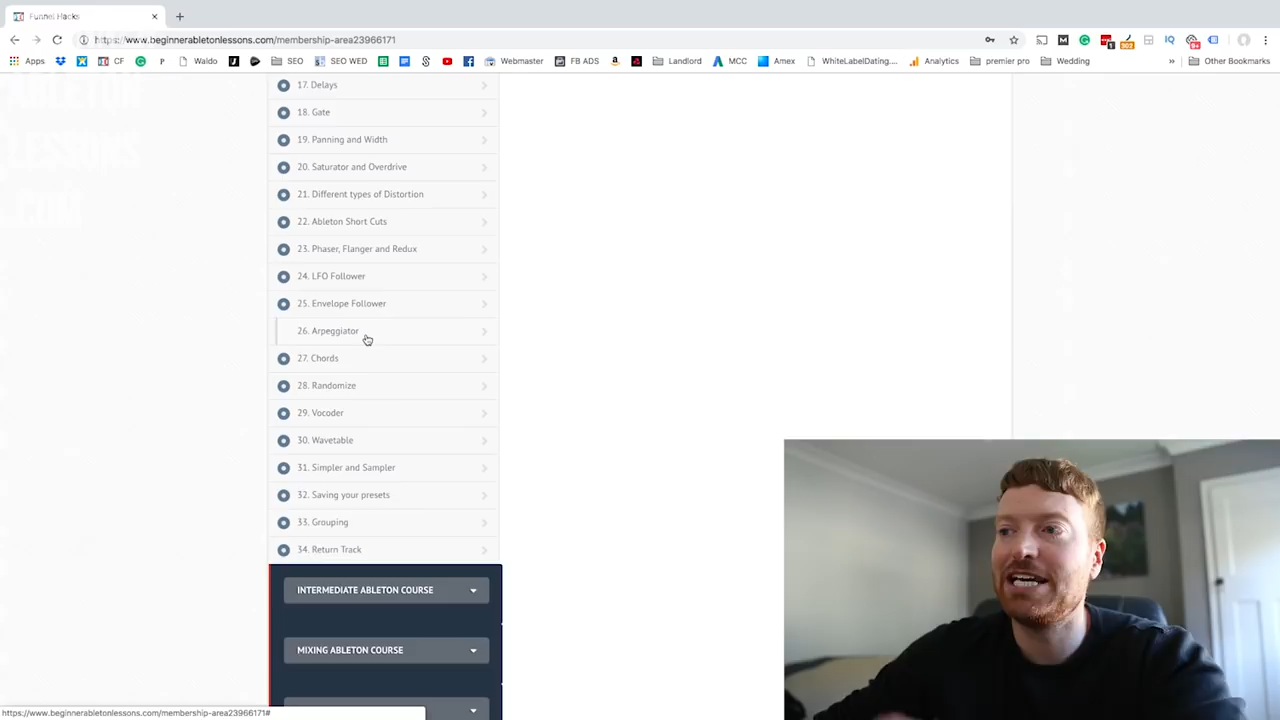 Funnel Hacks
https://www.beginnerabletonlessons.com/membership-area23966171
Apps
CF
P
Waldo
SEO
SEO WED
Webmaster
FB ADS
Landlord
MCC
Amex
WhiteLabelDating....
Analytics
premier pro
Wedding
»
Other Bookmarks
ABLETON
LESSONS
.COM
17. Delays
18. Gate
19. Panning and Width
20. Saturator and Overdrive
21. Different types of Distortion
22. Ableton Short Cuts
23. Phaser, Flanger and Redux
24. LFO Follower
25. Envelope Follower
26. Arpeggiator
27. Chords
28. Randomize
29. Vocoder
30. Wavetable
31. Simpler and Sampler
32. Saving your presets
33. Grouping
34. Return Track
INTERMEDIATE ABLETON COURSE
MIXING ABLETON COURSE
https://www.beginnerabletonlessons.com/membership-area23966171#